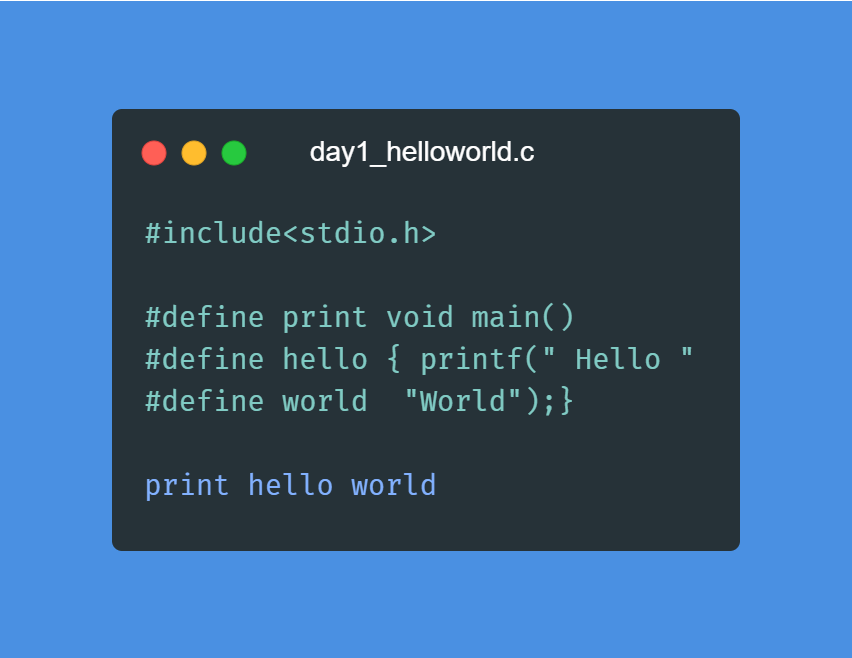 day1_helloworld.c
#include<stdio.h>
#define print void main()
#define hello { printf(" Hello "
#define world  "World");}
print hello world